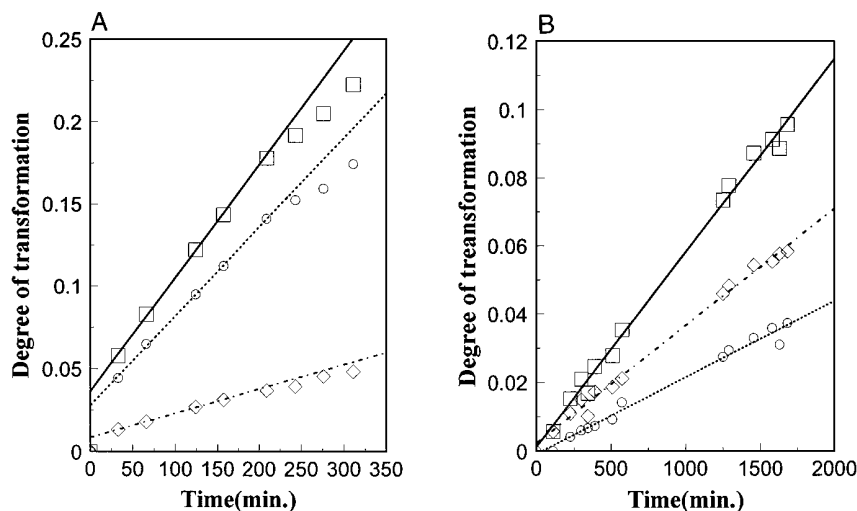 A
0.25
0.2
0.15
0.1
0.05
0
0 50 100 150 200 250 300 350
Degree of transformation
Time(min.)
B
0.12
0.1
0.08
0.06
0.04
0.02
0
0 500 1000 1500 2000
Degree of treansformation
Time(min.)